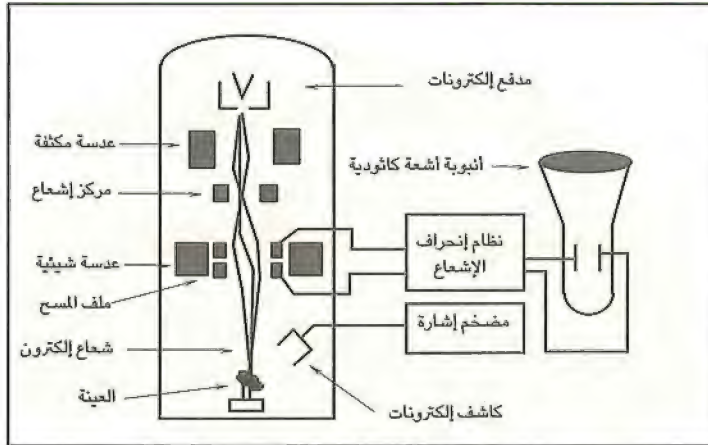 مدفع إلكترونات
عدسة مكثفة
أنبوبة أشعة كاثودية
مركز إشعاع
نظام إنحراف
الإشعاع
عدسة شيئية
ملف المسح
مضخم إشارة
شعاع إلكترون
العينة
كاشف إلكترونات